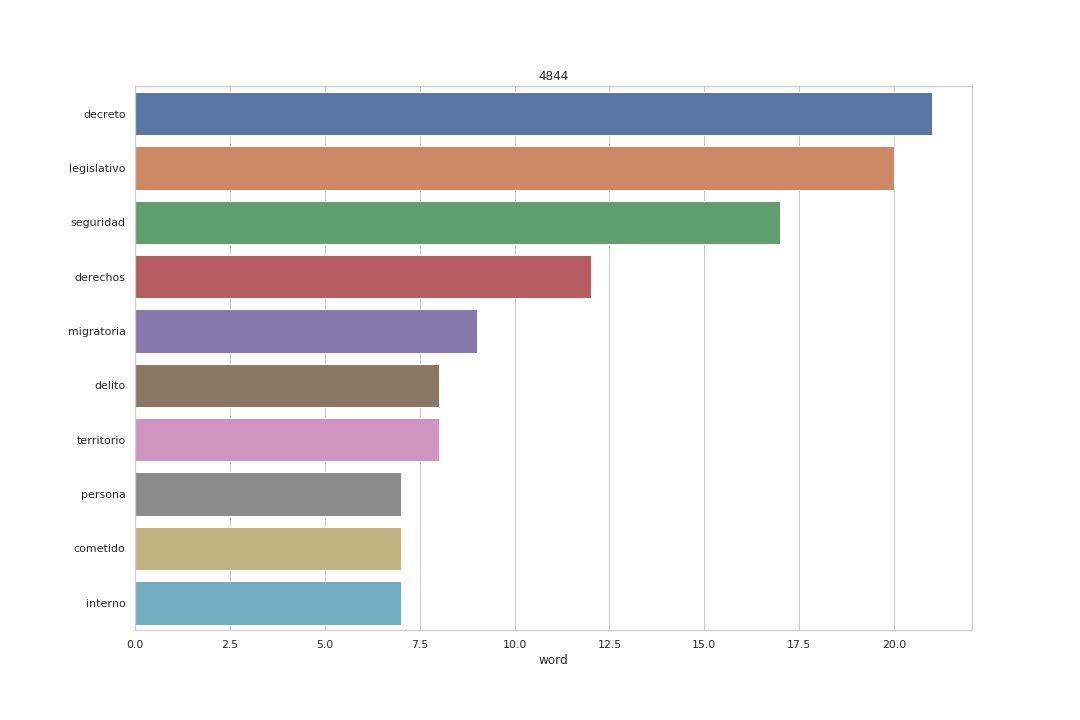 4844
decreto
legislativo
seguridad
derechos
migratoria
delito
territorio
persona
cometido
interno
0.0 2.5 5.0 7.5 10.0 12.5 15.0 17.5 20.0
word